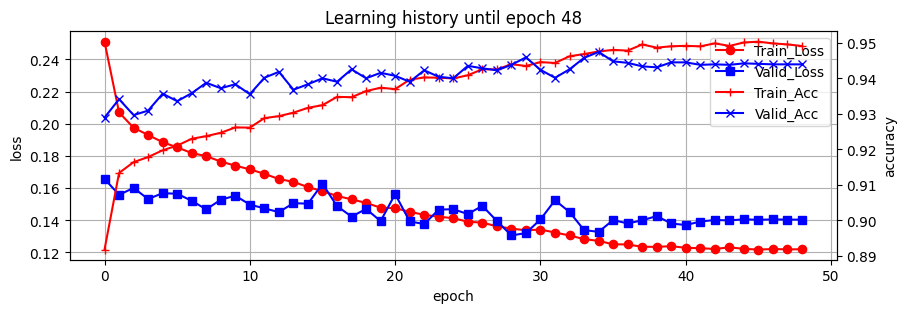 Learning history until epoch 48
loss
0.24
0.22
0.20
0.18
0.16
0.14
0.12
0.95
0.94
0.93
0.92
0.91
0.90
0.89
accuracy
Train_Loss
Valid_Loss
Train_Acc
Valid_Acc
0 10 20 30 40 50
epoch